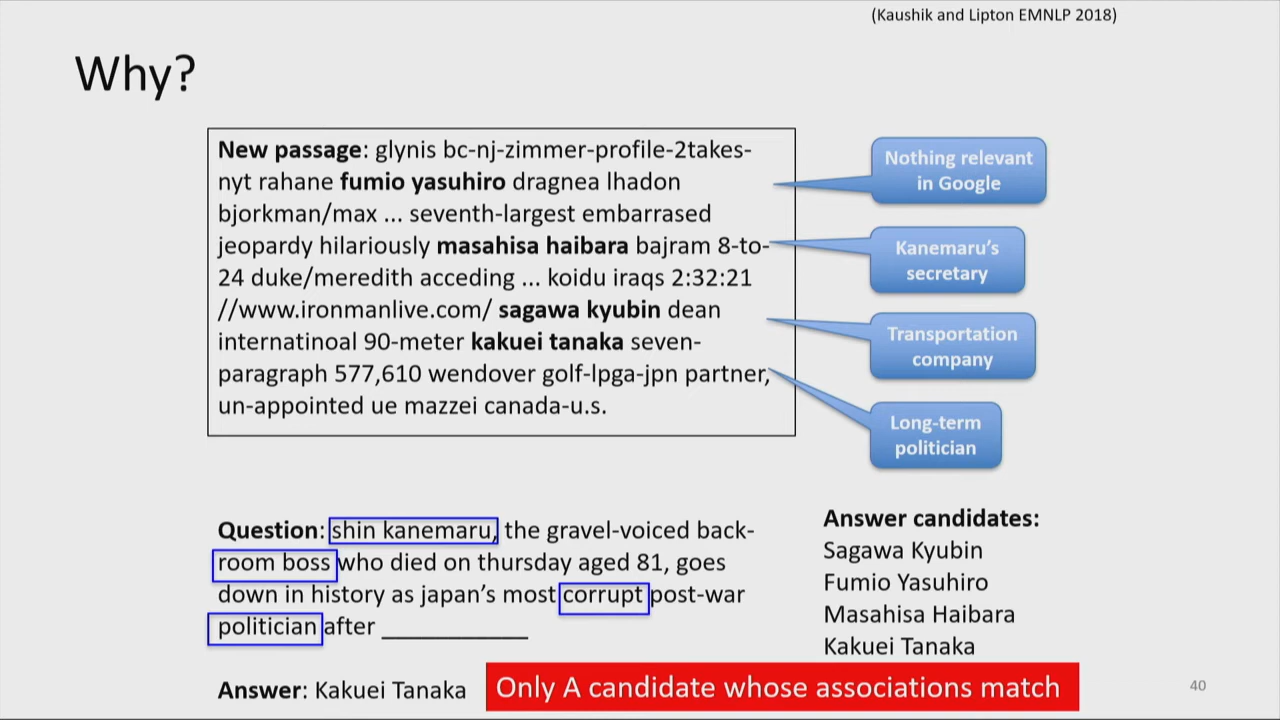 (Kaushik and Lipton EMNLP 2018)
Why?
New passage: glynis bc-nj-zimmer-profile-2takes-
nyt rahane fumio yasuhiro dragnea lhadon
bjorkman/max ... seventh-largest embarrased
jeopardy hilariously masahisa haibara bajram 8-to-
24 duke/meredith acceding ... koidu iraqs 2:32:21
//www.ironmanlive.com/ sagawa kyubin dean
internatinoal 90-meter kakuei tanaka seven-
paragraph 577,610 wendover golf-lpga-jpn partner,
un-appointed ue mazzei canada-u.s.
Nothing relevant
in Google
Kanemaru's
secretary
Transportation
company
Long-term
politician
Question: shin kanemaru, the gravel-voiced back-
room boss who died on thursday aged 81, goes
down in history as japan's most corrupt post-war
politician after ___________
Answer: Kakuei Tanaka
Answer candidates:
Sagawa Kyubin
Fumio Yasuhiro
Masahisa Haibara
Kakuei Tanaka
Only A candidate whose associations match
40